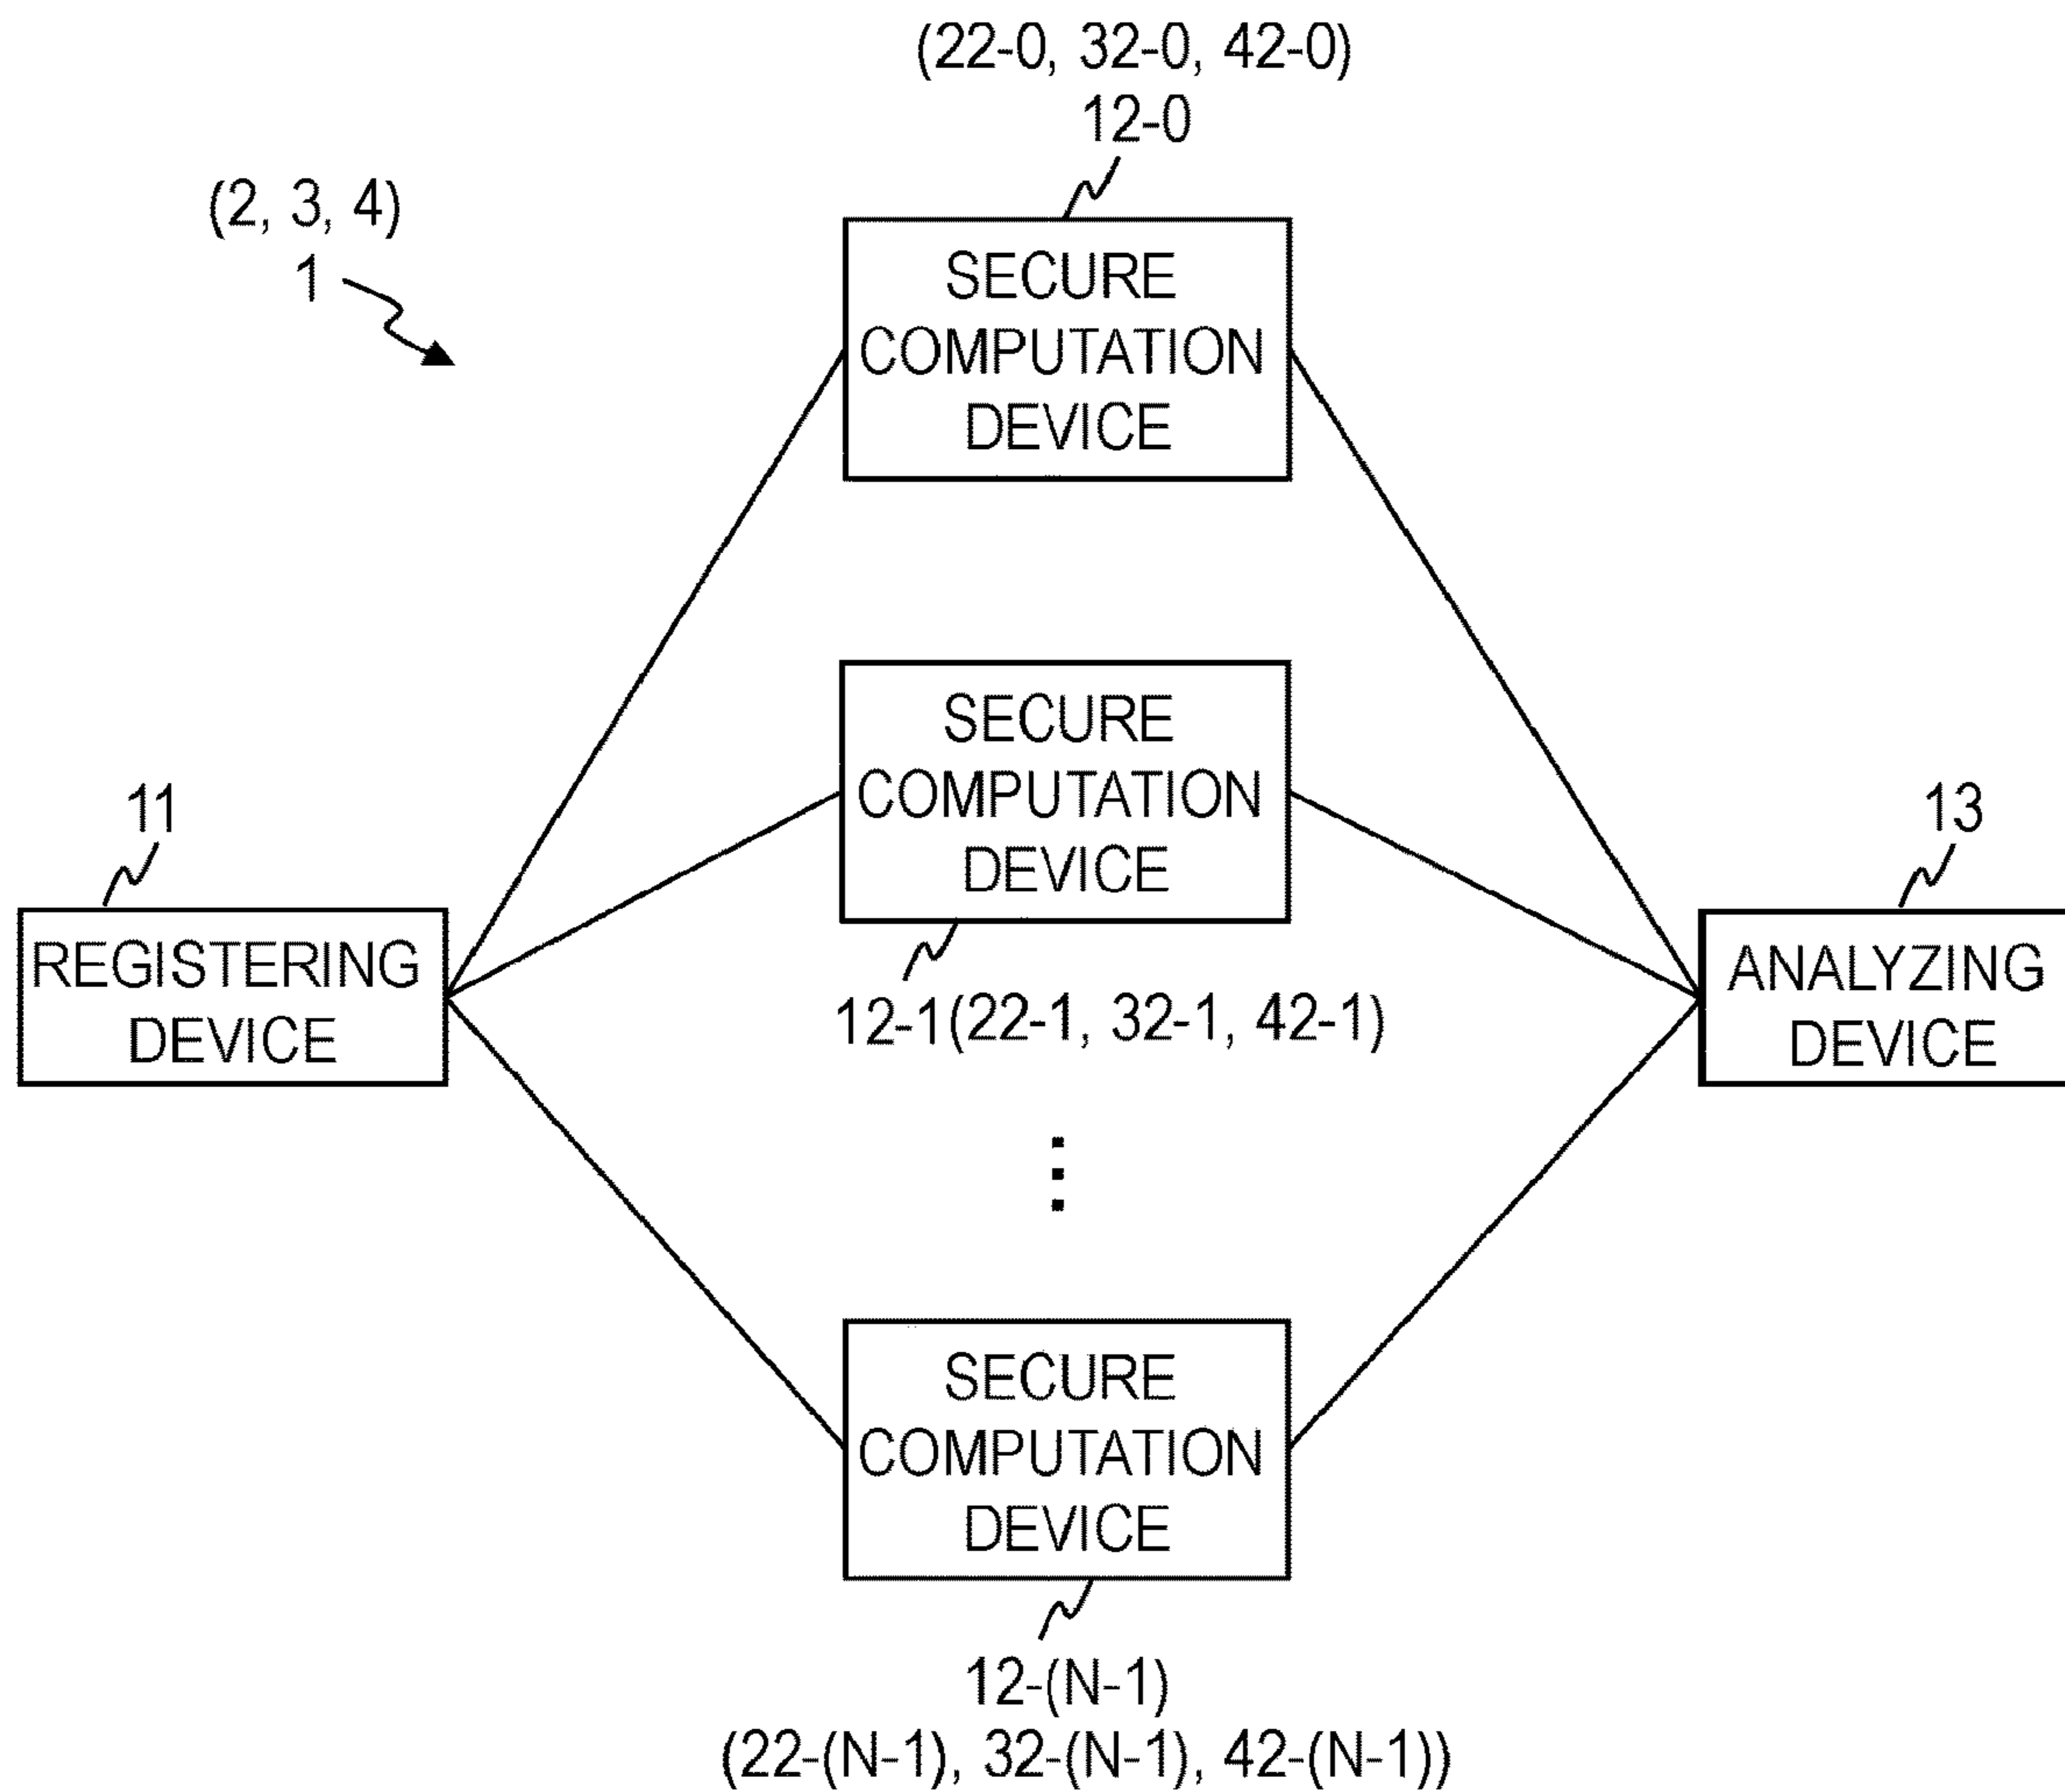 (22-0, 32-0, 42-0)
12-0
(2, 3, 4)
1
SECURE
COMPUTATION
DEVICE
SECURE
COMPUTATION
DEVICE
11
13
REGISTERING
DEVICE
12-1(22-1, 32-1, 42-1)
ANALYZING
DEVICE
SECURE
COMPUTATION
DEVICE
12-(N-1)
(22-(N-1), 32-(N-1), 42-(N-1))